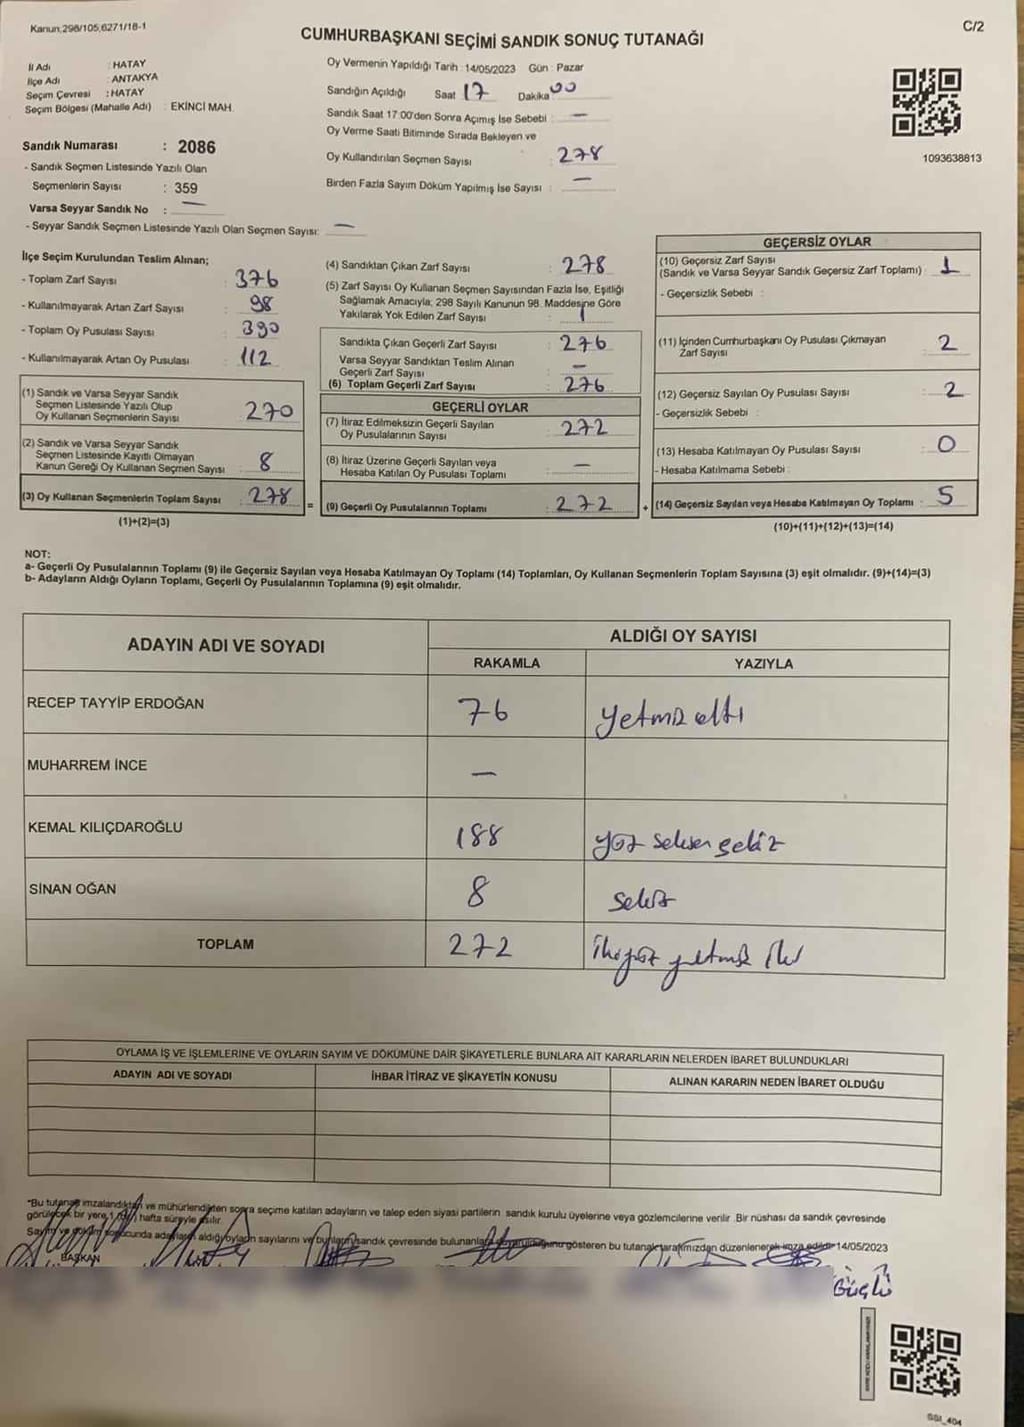 Kanun,298/105,6271/18-1
C/2
CUMHURBAŞKANI SEÇİMİ SANDIK SONUÇ TUTANAĞI
İl Adı : HATAY
İlçe Adı : ANTAKYA
Seçim Çevresi : HATAY
Seçim Bölgesi (Mahalle Adı) : EKİNCİ MAH.
Sandık Numarası : 2086
- Sandık Seçmen Listesinde Yazılı Olan
Seçmenlerin Sayısı : 359
Varsa Seyyar Sandık No : —
- Seyyar Sandık Seçmen Listesinde Yazılı Olan Seçmen Sayısı: —
Oy Vermenin Yapıldığı Tarih : 14/05/2023 Gün : Pazar
Sandığın Açıldığı Saat 17 Dakika 00
Sandık Saat 17:00'den Sonra Açımış İse Sebebi : —
Oy Verme Saati Bitiminde Sırada Bekleyen ve
Oy Kullandırılan Seçmen Sayısı : 278
Birden Fazla Sayım Döküm Yapılmış İse Sayısı : —
1093638813
İlçe Seçim Kurulundan Teslim Alınan;
- Toplam Zarf Sayısı : 376
- Kullanılmayarak Artan Zarf Sayısı : 98
- Toplam Oy Pusulası Sayısı : 390
- Kullanılmayarak Artan Oy Pusulası : 112
(1) Sandık ve Varsa Seyyar Sandık
Seçmen Listesinde Yazılı Olup
Oy Kullanan Seçmenlerin Sayısı : 270
(2) Sandık ve Varsa Seyyar Sandık
Seçmen Listesinde Kayıtlı Olmayan
Kanun Gereği Oy Kullanan Seçmen Sayısı : 8
(3) Oy Kullanan Seçmenlerin Toplam Sayısı : 278 =
(1)+(2)=(3)
(4) Sandıktan Çıkan Zarf Sayısı : 278
(5) Zarf Sayısı Oy Kullanan Seçmen Sayısından Fazla İse, Eşitliği
Sağlamak Amacıyla; 298 Sayılı Kanunun 98. Maddesine Göre
Yakılarak Yok Edilen Zarf Sayısı : 1
Sandıkta Çıkan Geçerli Zarf Sayısı : 276
Varsa Seyyar Sandıktan Teslim Alınan
Geçerli Zarf Sayısı : —
(6) Toplam Geçerli Zarf Sayısı : 276
GEÇERLİ OYLAR
(7) İtiraz Edilmeksizin Geçerli Sayılan
Oy Pusulalarının Sayısı : 272
(8) İtiraz Üzerine Geçerli Sayılan veya
Hesaba Katılan Oy Pusulası Toplamı : —
(9) Geçerli Oy Pusulalarının Toplamı : 272 +
GEÇERSİZ OYLAR
(10) Geçersiz Zarf Sayısı
(Sandık ve Varsa Seyyar Sandık Geçersiz Zarf Toplamı) : 1
- Geçersizlik Sebebi :
(11) İçinden Cumhurbaşkanı Oy Pusulası Çıkmayan
Zarf Sayısı : 2
(12) Geçersiz Sayılan Oy Pusulası Sayısı : 2
- Geçersizlik Sebebi :
(13) Hesaba Katılmayan Oy Pusulası Sayısı : 0
- Hesaba Katılmama Sebebi :
(14) Geçersiz Sayılan veya Hesaba Katılmayan Oy Toplamı : 5
(10)+(11)+(12)+(13)=(14)
NOT:
a- Geçerli Oy Pusulalarının Toplamı (9) ile Geçersiz Sayılan veya Hesaba Katılmayan Oy Toplamı (14) Toplamları, Oy Kullanan Seçmenlerin Toplam Sayısına (3) eşit olmalıdır. (9)+(14)=(3)
b- Adayların Aldığı Oyların Toplamı, Geçerli Oy Pusulalarının Toplamına (9) eşit olmalıdır.
ADAYIN ADI VE SOYADI ALDIĞI OY SAYISI
RAKAMLA YAZIYLA
RECEP TAYYİP ERDOĞAN 76 yetmiş altı
MUHARREM İNCE —
KEMAL KILIÇDAROĞLU 188 yüz seksen sekiz
SİNAN OĞAN 8 sekiz
TOPLAM 272 ikiyüz yetmiş iki
OYLAMA İŞ VE İŞLEMLERİNE VE OYLARIN SAYIM VE DÖKÜMÜNE DAİR ŞİKAYETLERLE BUNLARA AİT KARARLARIN NELERDEN İBARET BULUNDUKLARI
ADAYIN ADI VE SOYADI İHBAR İTİRAZ VE ŞİKAYETİN KONUSU ALINAN KARARIN NEDEN İBARET OLDUĞU
"Bu tutanak imzalandıktan ve mühürlendikten sonra seçime katılan adayların ve talep eden siyasi partilerin sandık kurulu üyelerine veya gözlemcilerine verilir .Bir nüshası da sandık çevresinde
görülecek bir yere hafta süreyle asılır.
Sayım ve döküm sonucunda adayların aldığı oyların sayılarını ve bunların sandık çevresinde bulunanlara duyurulduğunu gösteren bu tutanak tarafımızdan düzenlenerek imza edildi. 14/05/2023
BAŞKAN
Güçlü